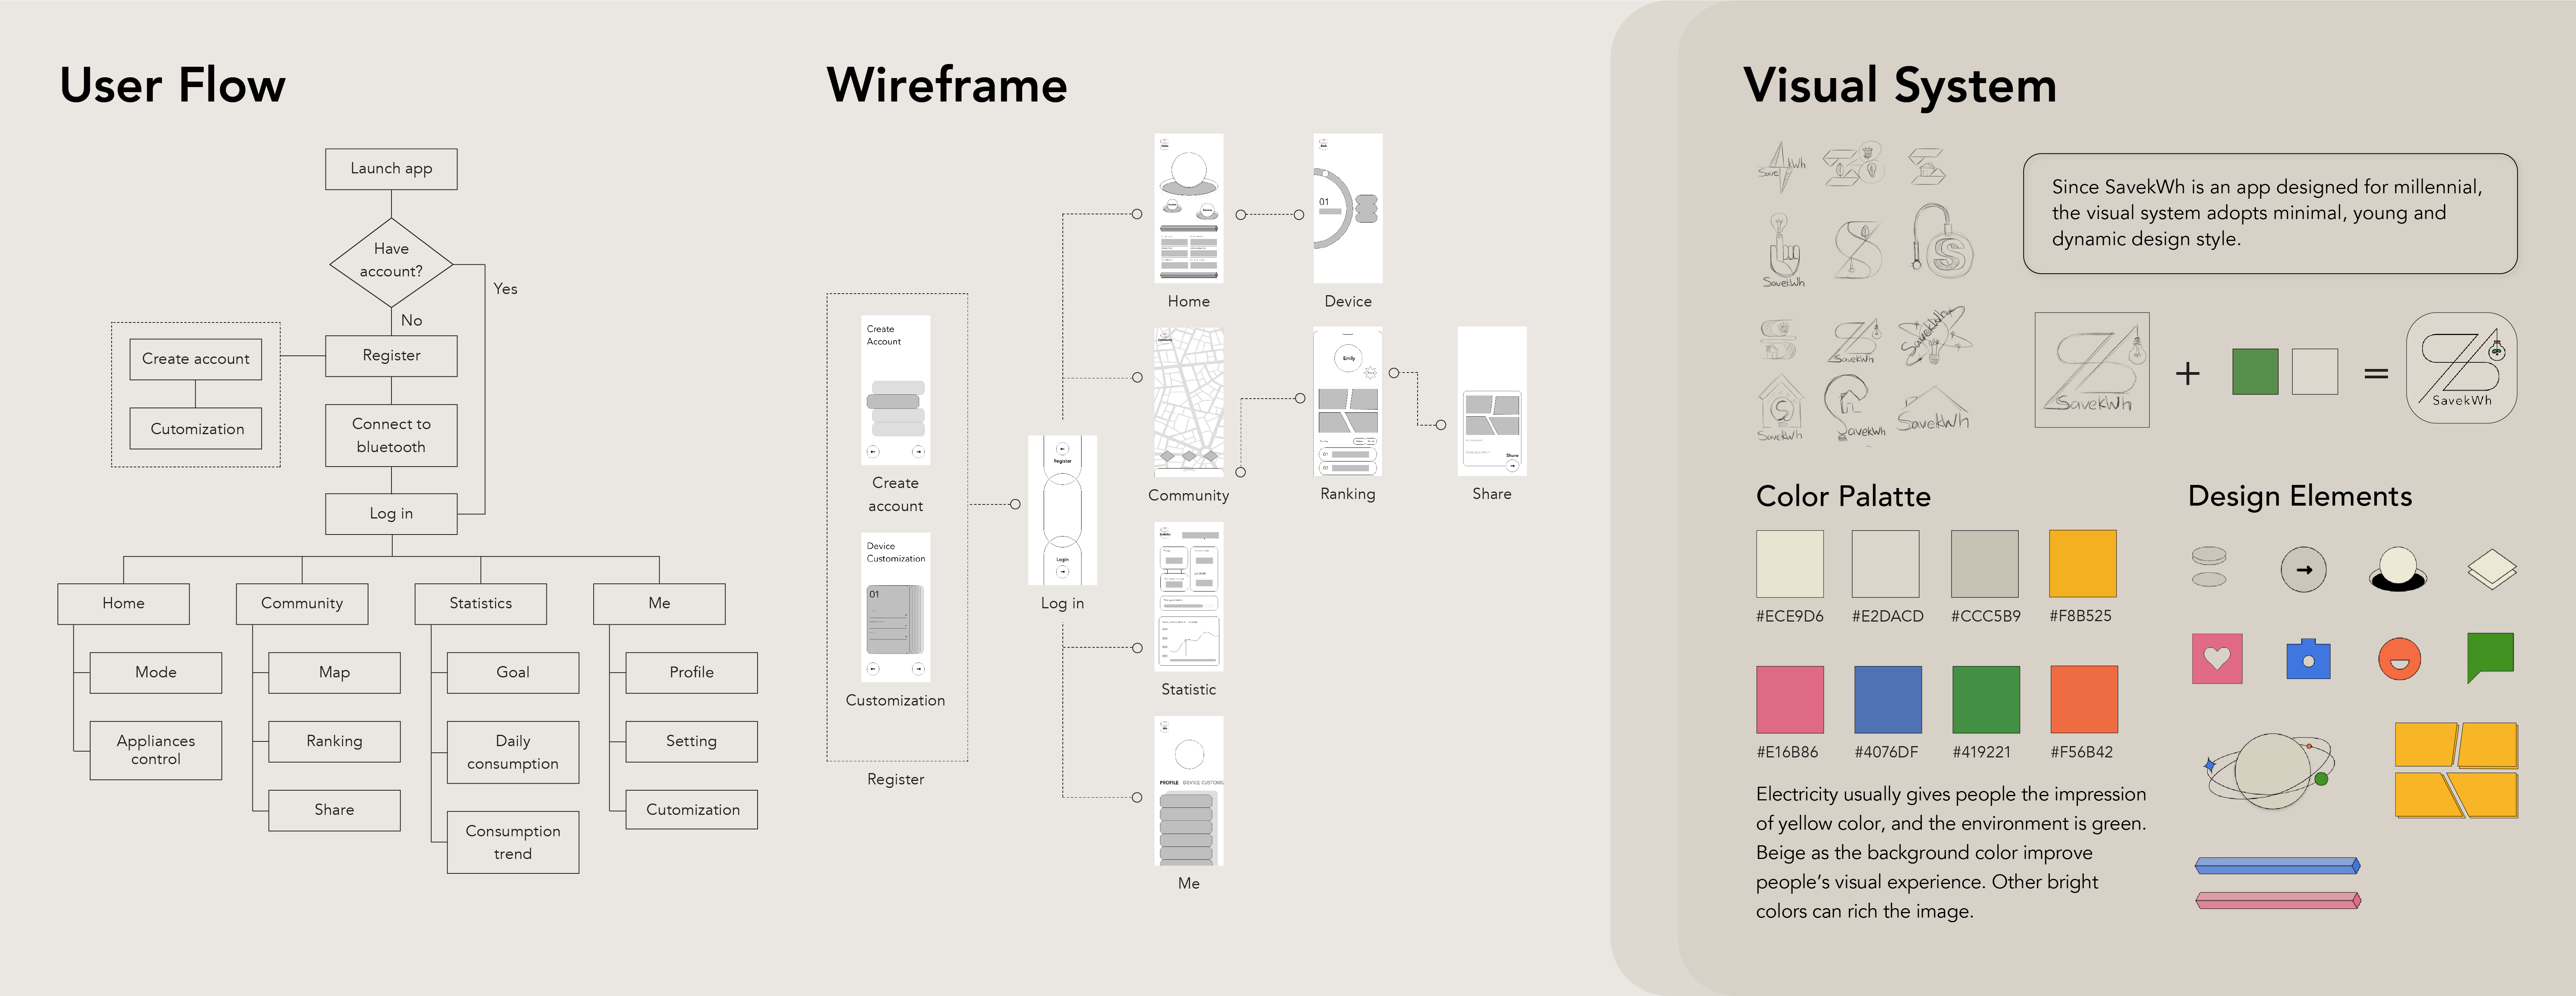 User Flow
Launch app
Have
account?
Yes
No
Register
Create account
Cutomization
Connect to
bluetooth
Log in
Home
Mode
Appliances
control
Community
Map
Ranking
Share
Statistics
Goal
Daily
consumption
Consumption
trend
Me
Profile
Setting
Cutomization
Wireframe
Create
Account
Create
account
Device
Customization
01
Customization
Register
Register
Login
Log in
Home
01
Device
Community
Emily
01
02
Ranking
Share
Share
Statistic
PROFILE
Me
Visual System
Save kWh
SavekWh
S
SavekWh
SavekWh
S
SavekWh
SavekWh
SavekWh
Since SavekWh is an app designed for millennial,
the visual system adopts minimal, young and
dynamic design style.
SavekWh
+
=
SavekWh
Color Palatte
#ECE9D6
#E2DACD
#CCC5B9
#F8B525
#E16B86
#4076DF
#419221
#F56B42
Electricity usually gives people the impression
of yellow color, and the environment is green.
Beige as the background color improve
people’s visual experience. Other bright
colors can rich the image.
Design Elements